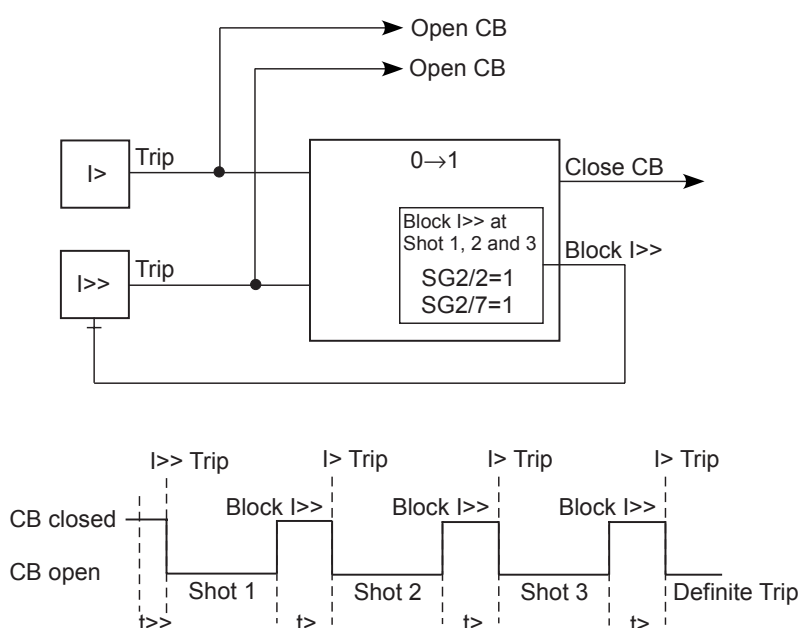 Open CB
Open CB
I>
Trip
0→1
Close CB
Block I>> at
Shot 1, 2 and 3
SG2/2=1
SG2/7=1
Block I>>
I>>
Trip
I>> Trip
I> Trip
I> Trip
I> Trip
CB closed
Block I>>
Block I>>
Block I>>
CB open
Shot 1
Shot 2
Shot 3
Definite Trip
t>>
t>
t>
t>